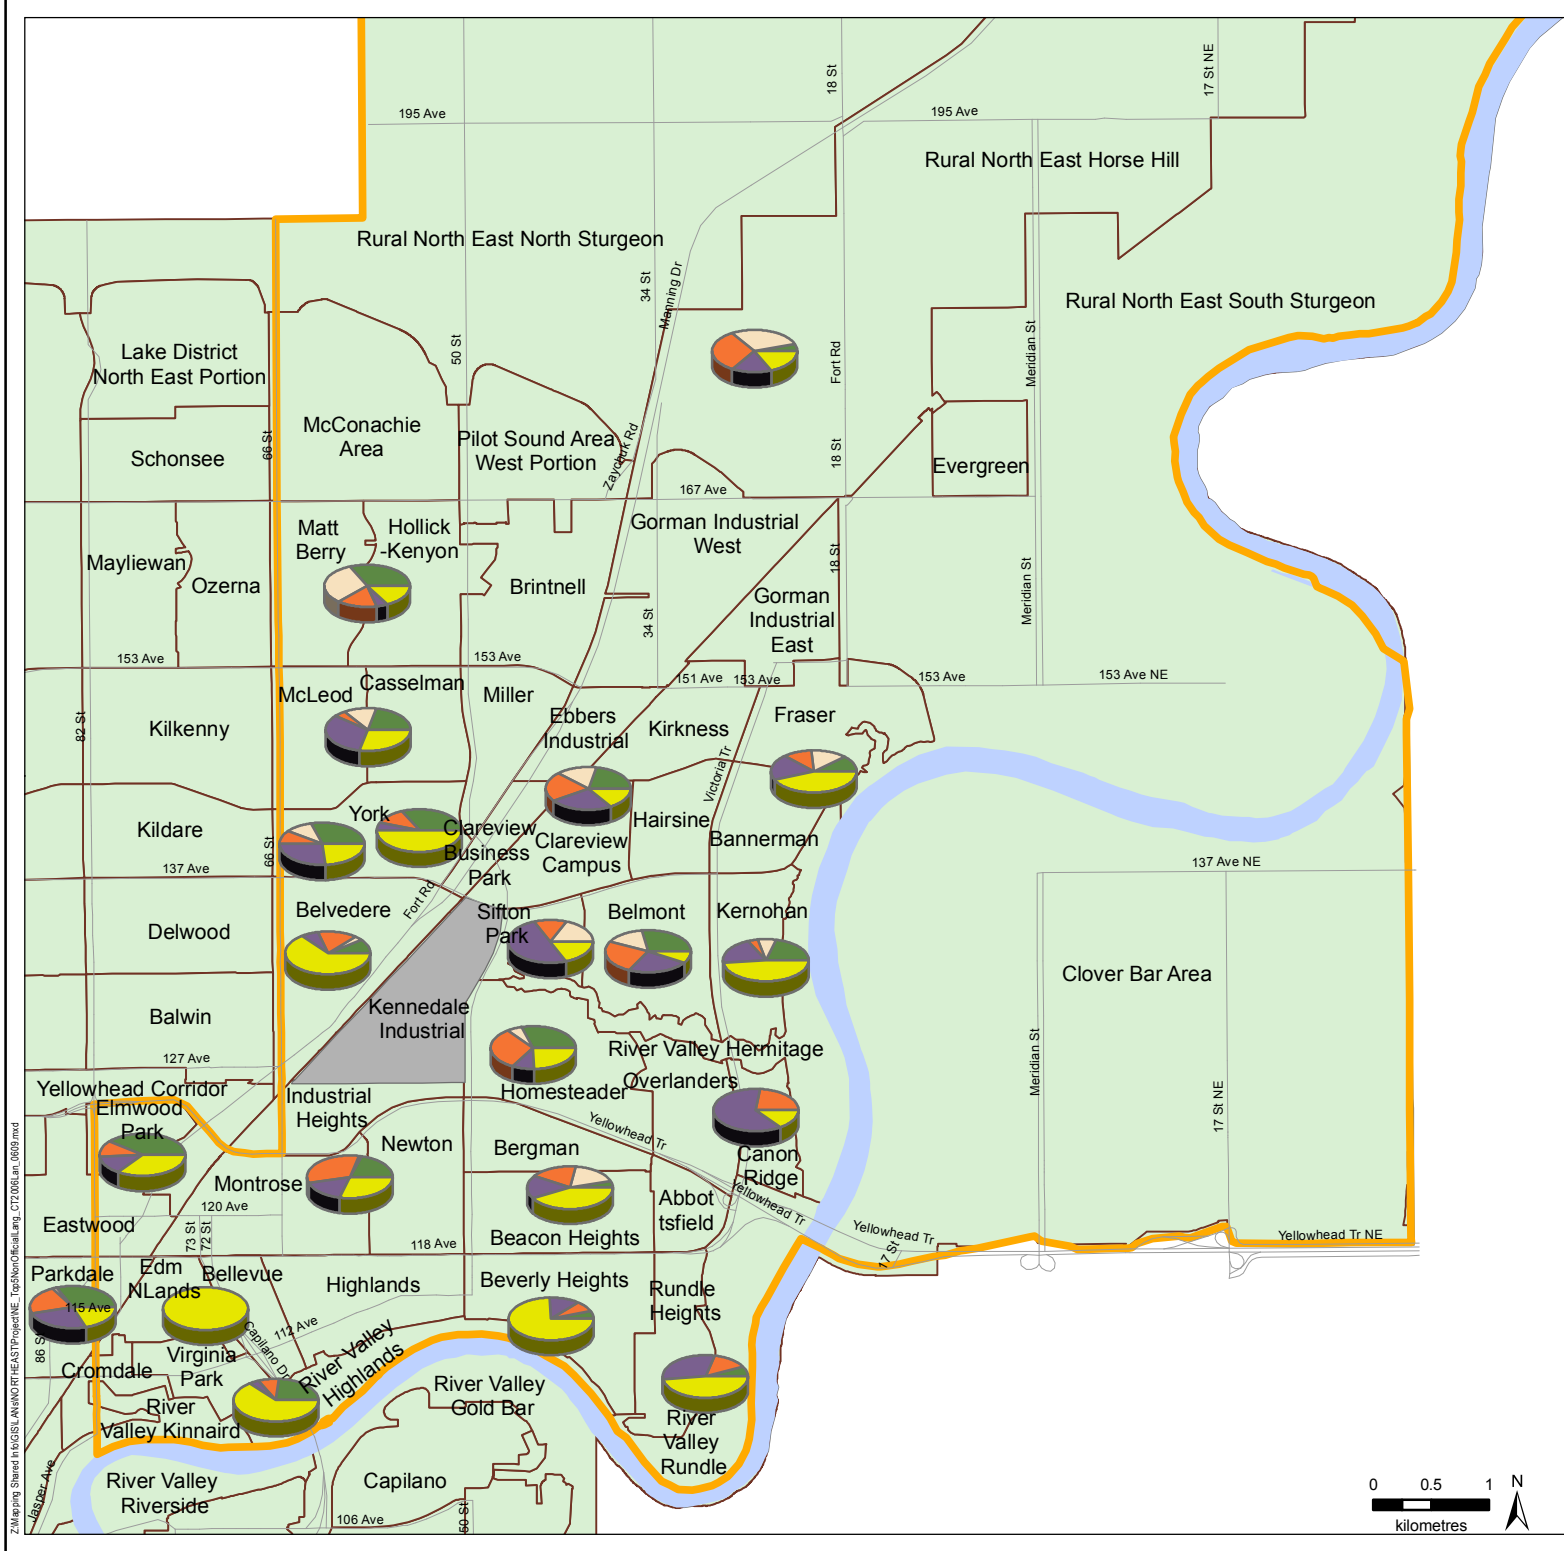 18 St
17 St NE
195 Ave
195 Ave
Rural North East Horse Hill
Rural North East North Sturgeon
34 St
Manning Dr
Rural North East South Sturgeon
Lake District
North East Portion
50 St
Fort Rd
Meridian St
McConachie
Area
Pilot Sound Area
West Portion
Zaychuk Rd
66 St
Schonsee
18 St
Evergreen
167 Ave
Matt
Berry
Hollick
-Kenyon
Gorman Industrial
West
Mayliewan
Ozerna
Brintnell
18 St
Meridian St
34 St
Gorman
Industrial
East
153 Ave
153 Ave
151 Ave
153 Ave
153 Ave
153 Ave NE
McLeod
Casselman
Miller
82 St
Kilkenny
Ebbers
Industrial
Kirkness
Fraser
Victoria Tr
Kildare
York
Clareview
Business
Park
Clareview
Campus
Hairsine
Bannerman
66 St
137 Ave
137 Ave NE
Fort Rd
Belvedere
Delwood
Sifton
Park
Belmont
Kernohan
Clover Bar Area
Balwin
Kennedale
Industrial
127 Ave
River Valley Hermitage
Meridian St
Yellowhead Corridor
Homesteader
Overlanders
17 St NE
Elmwood
Park
Industrial
Heights
Newton
Yellowhead Tr
Bergman
Canon
Ridge
Montrose
Yellowhead Tr
120 Ave
Abbot
tsfield
Eastwood
73 St
72 St
118 Ave
Beacon Heights
Yellowhead Tr
17 St
Yellowhead Tr NE
Parkdale
Edm
NLands
Bellevue
Highlands
Beverly Heights
Rundle
Heights
115 Ave
112 Ave
Capilano Dr
86 St
Cromdale
Virginia
Park
River Valley
Highlands
River Valley
Gold Bar
River
Valley Kinnaird
River
Valley
Rundle
River Valley
Riverside
Capilano
Jasper Ave
106 Ave
50 St
0 0.5 1
kilometres
N
Z:\Mapping Shared Info\GIS\LANs\NORTHEAST\Project\NE_Top5NonOfficialLang_CT2006Lan_0609.mxd